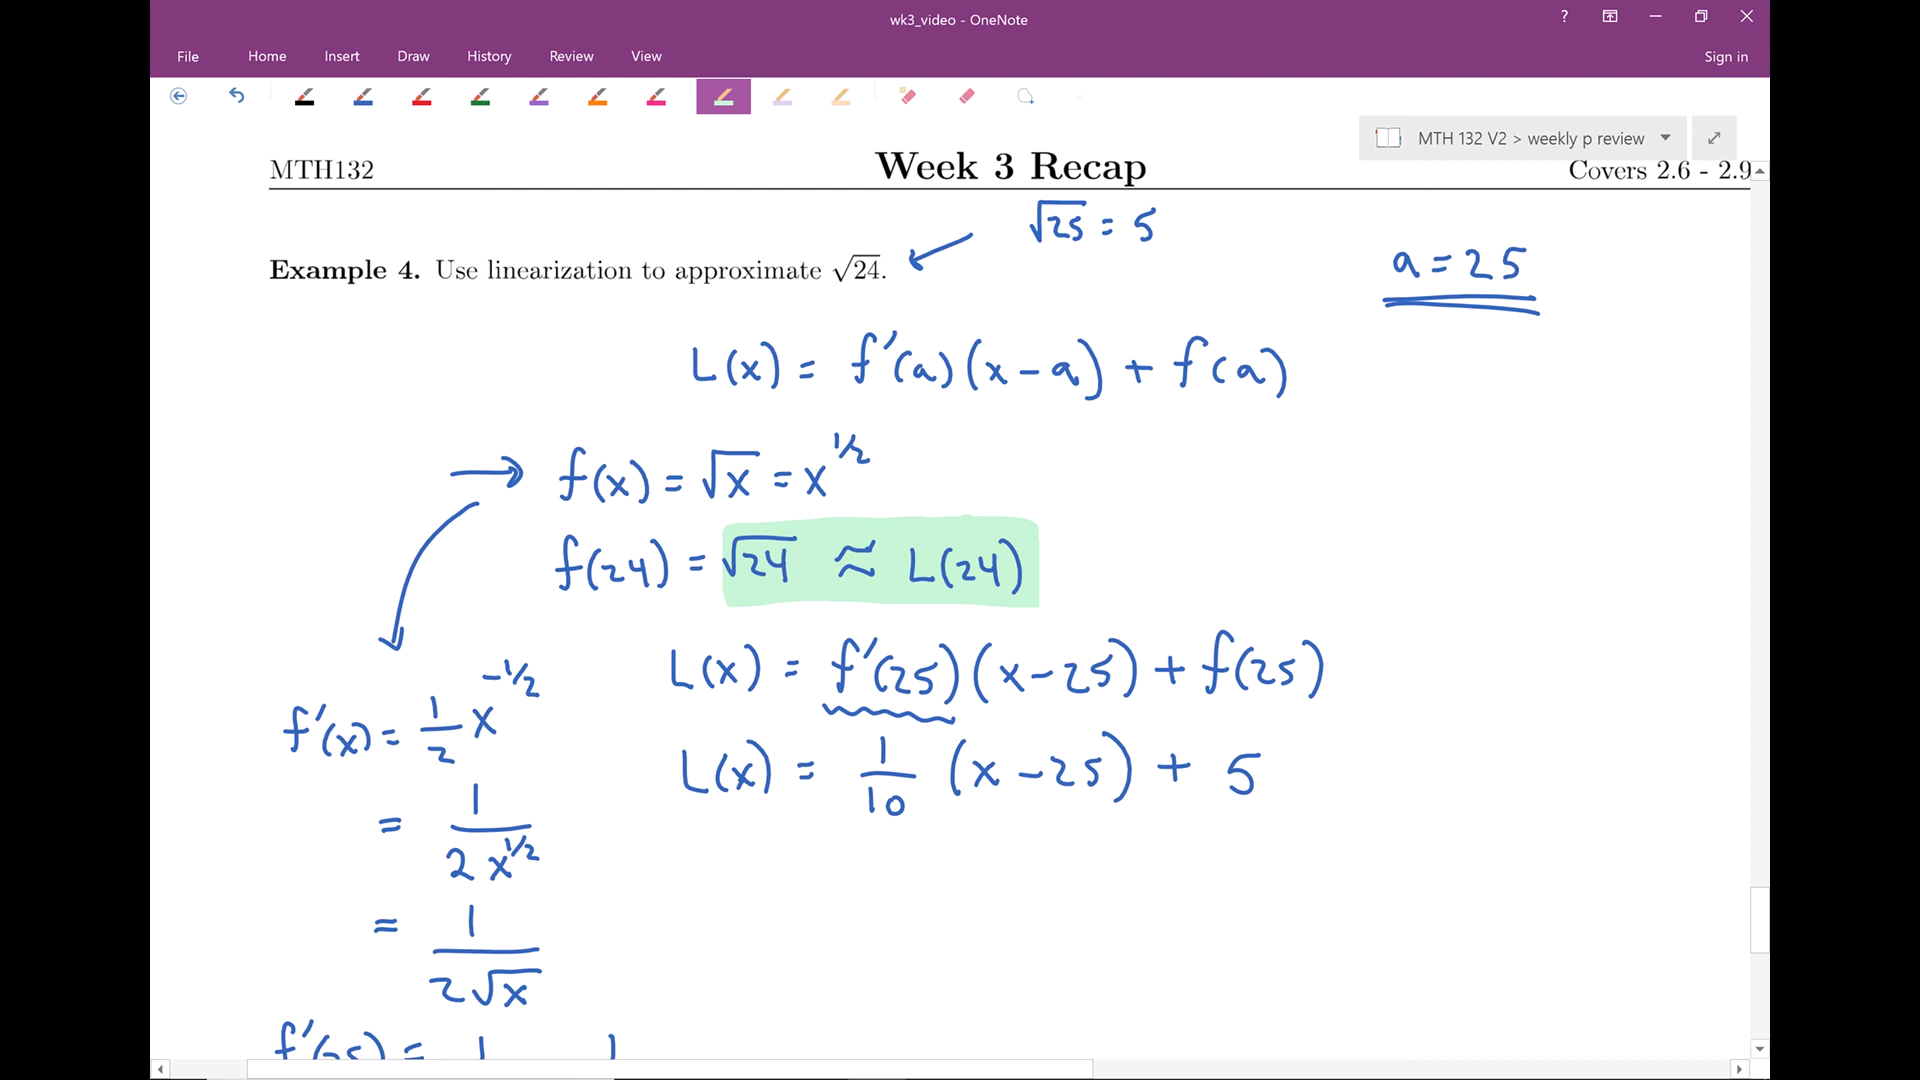 wk3_video - OneNote
?
File Home Insert Draw History Review View Sign in
MTH 132 V2 > weekly p review
MTH132 Week 3 Recap Covers 2.6 - 2.9
√25 = 5
a = 25
Example 4. Use linearization to approximate √24.
L(x) = f'(a)(x-a) + f(a)
f(x) = √x = x^1/2
f(24) = √24 ≈ L(24)
L(x) = f'(25)(x-25) + f(25)
L(x) = 1/10 (x-25) + 5
f'(x) = 1/2 x^-1/2
= 1/(2x^1/2)
= 1/(2√x)
f'(25) = 1 1